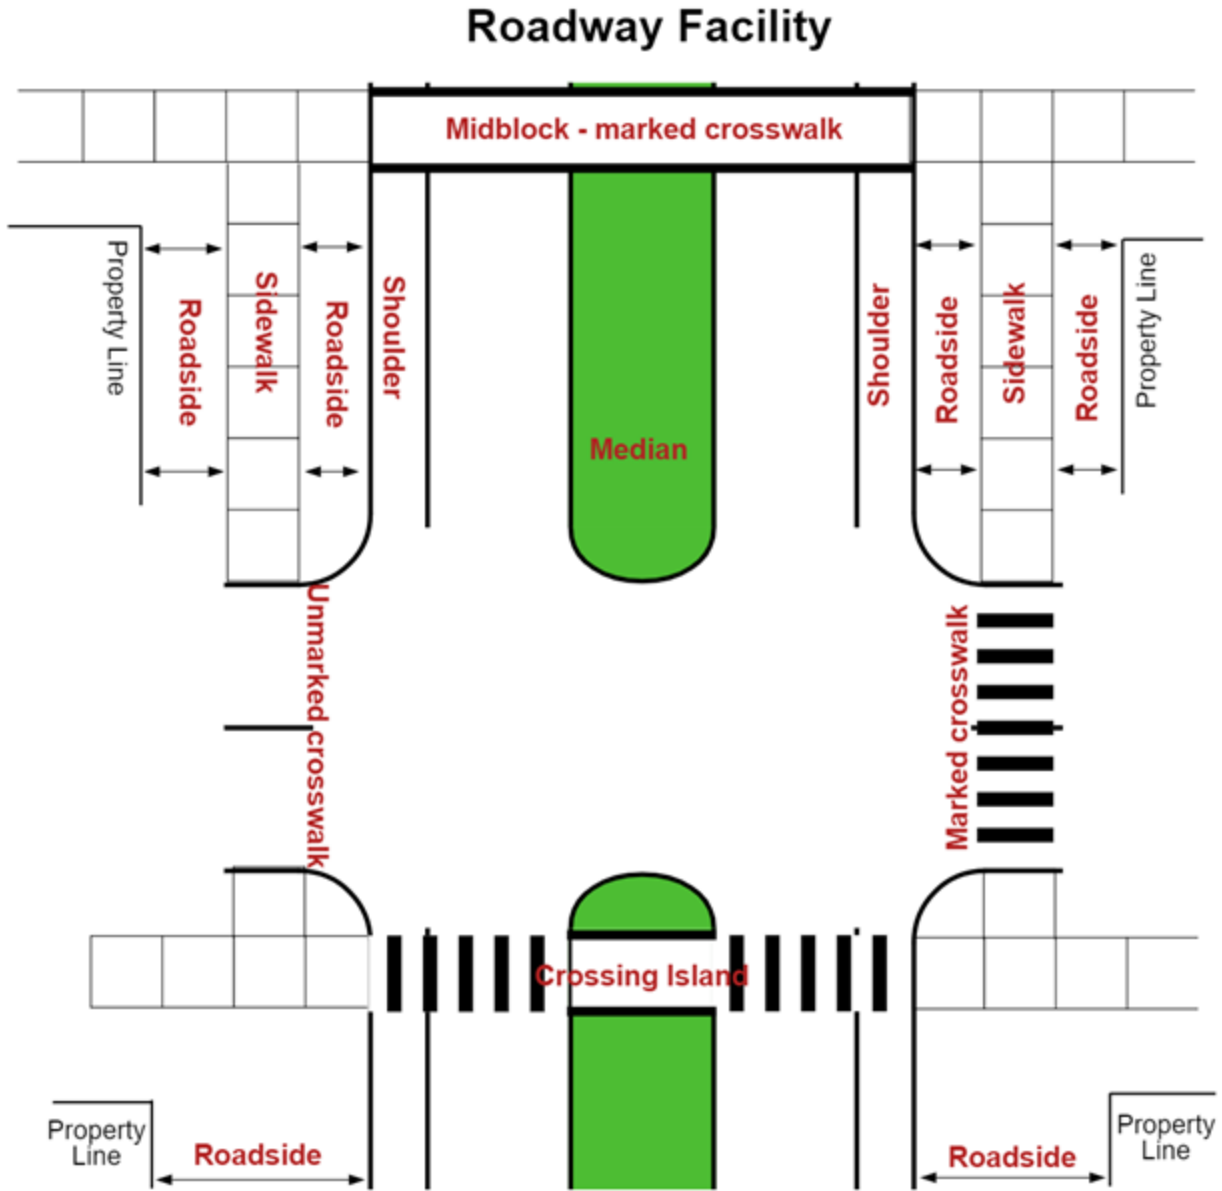 Roadway Facility
Midblock - marked crosswalk
Property Line
Roadside
Sidewalk
Roadside
Shoulder
Median
Shoulder
Roadside
Sidewalk
Roadside
Property Line
Unmarked crosswalk
Marked crosswalk
Crossing Island
Property
Line
Roadside
Roadside
Property
Line